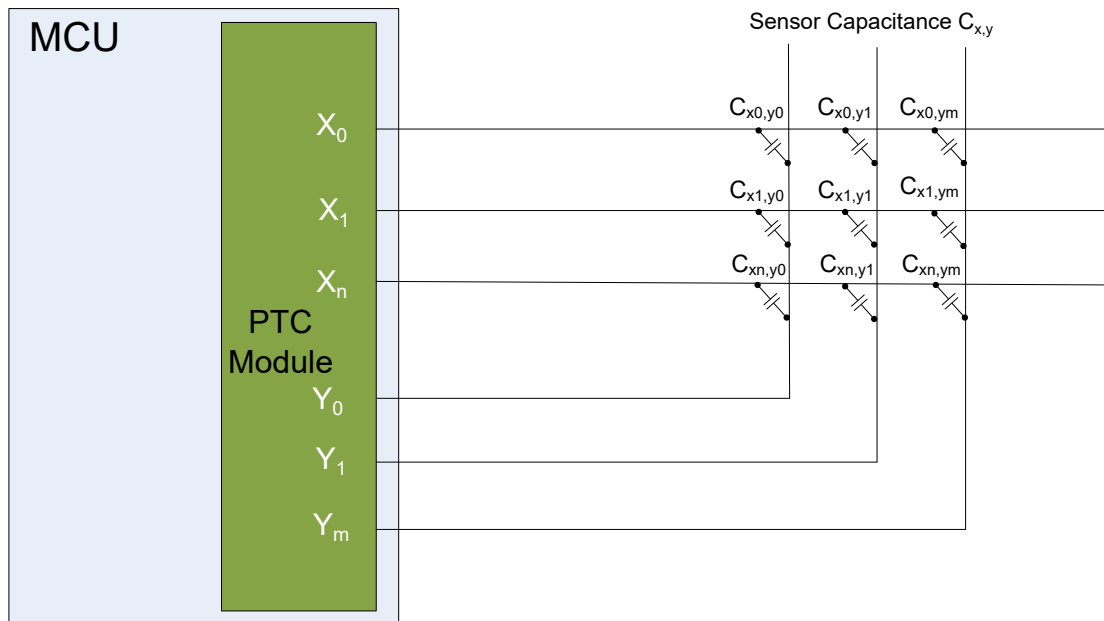 Sensor Capacitance Cx,y
MCU
Cx0,y0 Cx0,y1 Cx0,ym
X0
Cx1,y0 Cx1,y1 Cx1,ym
X1
Cxn,y0 Cxn,y1 Cxn,ym
Xn
PTC
Module
Y0
Y1
Ym